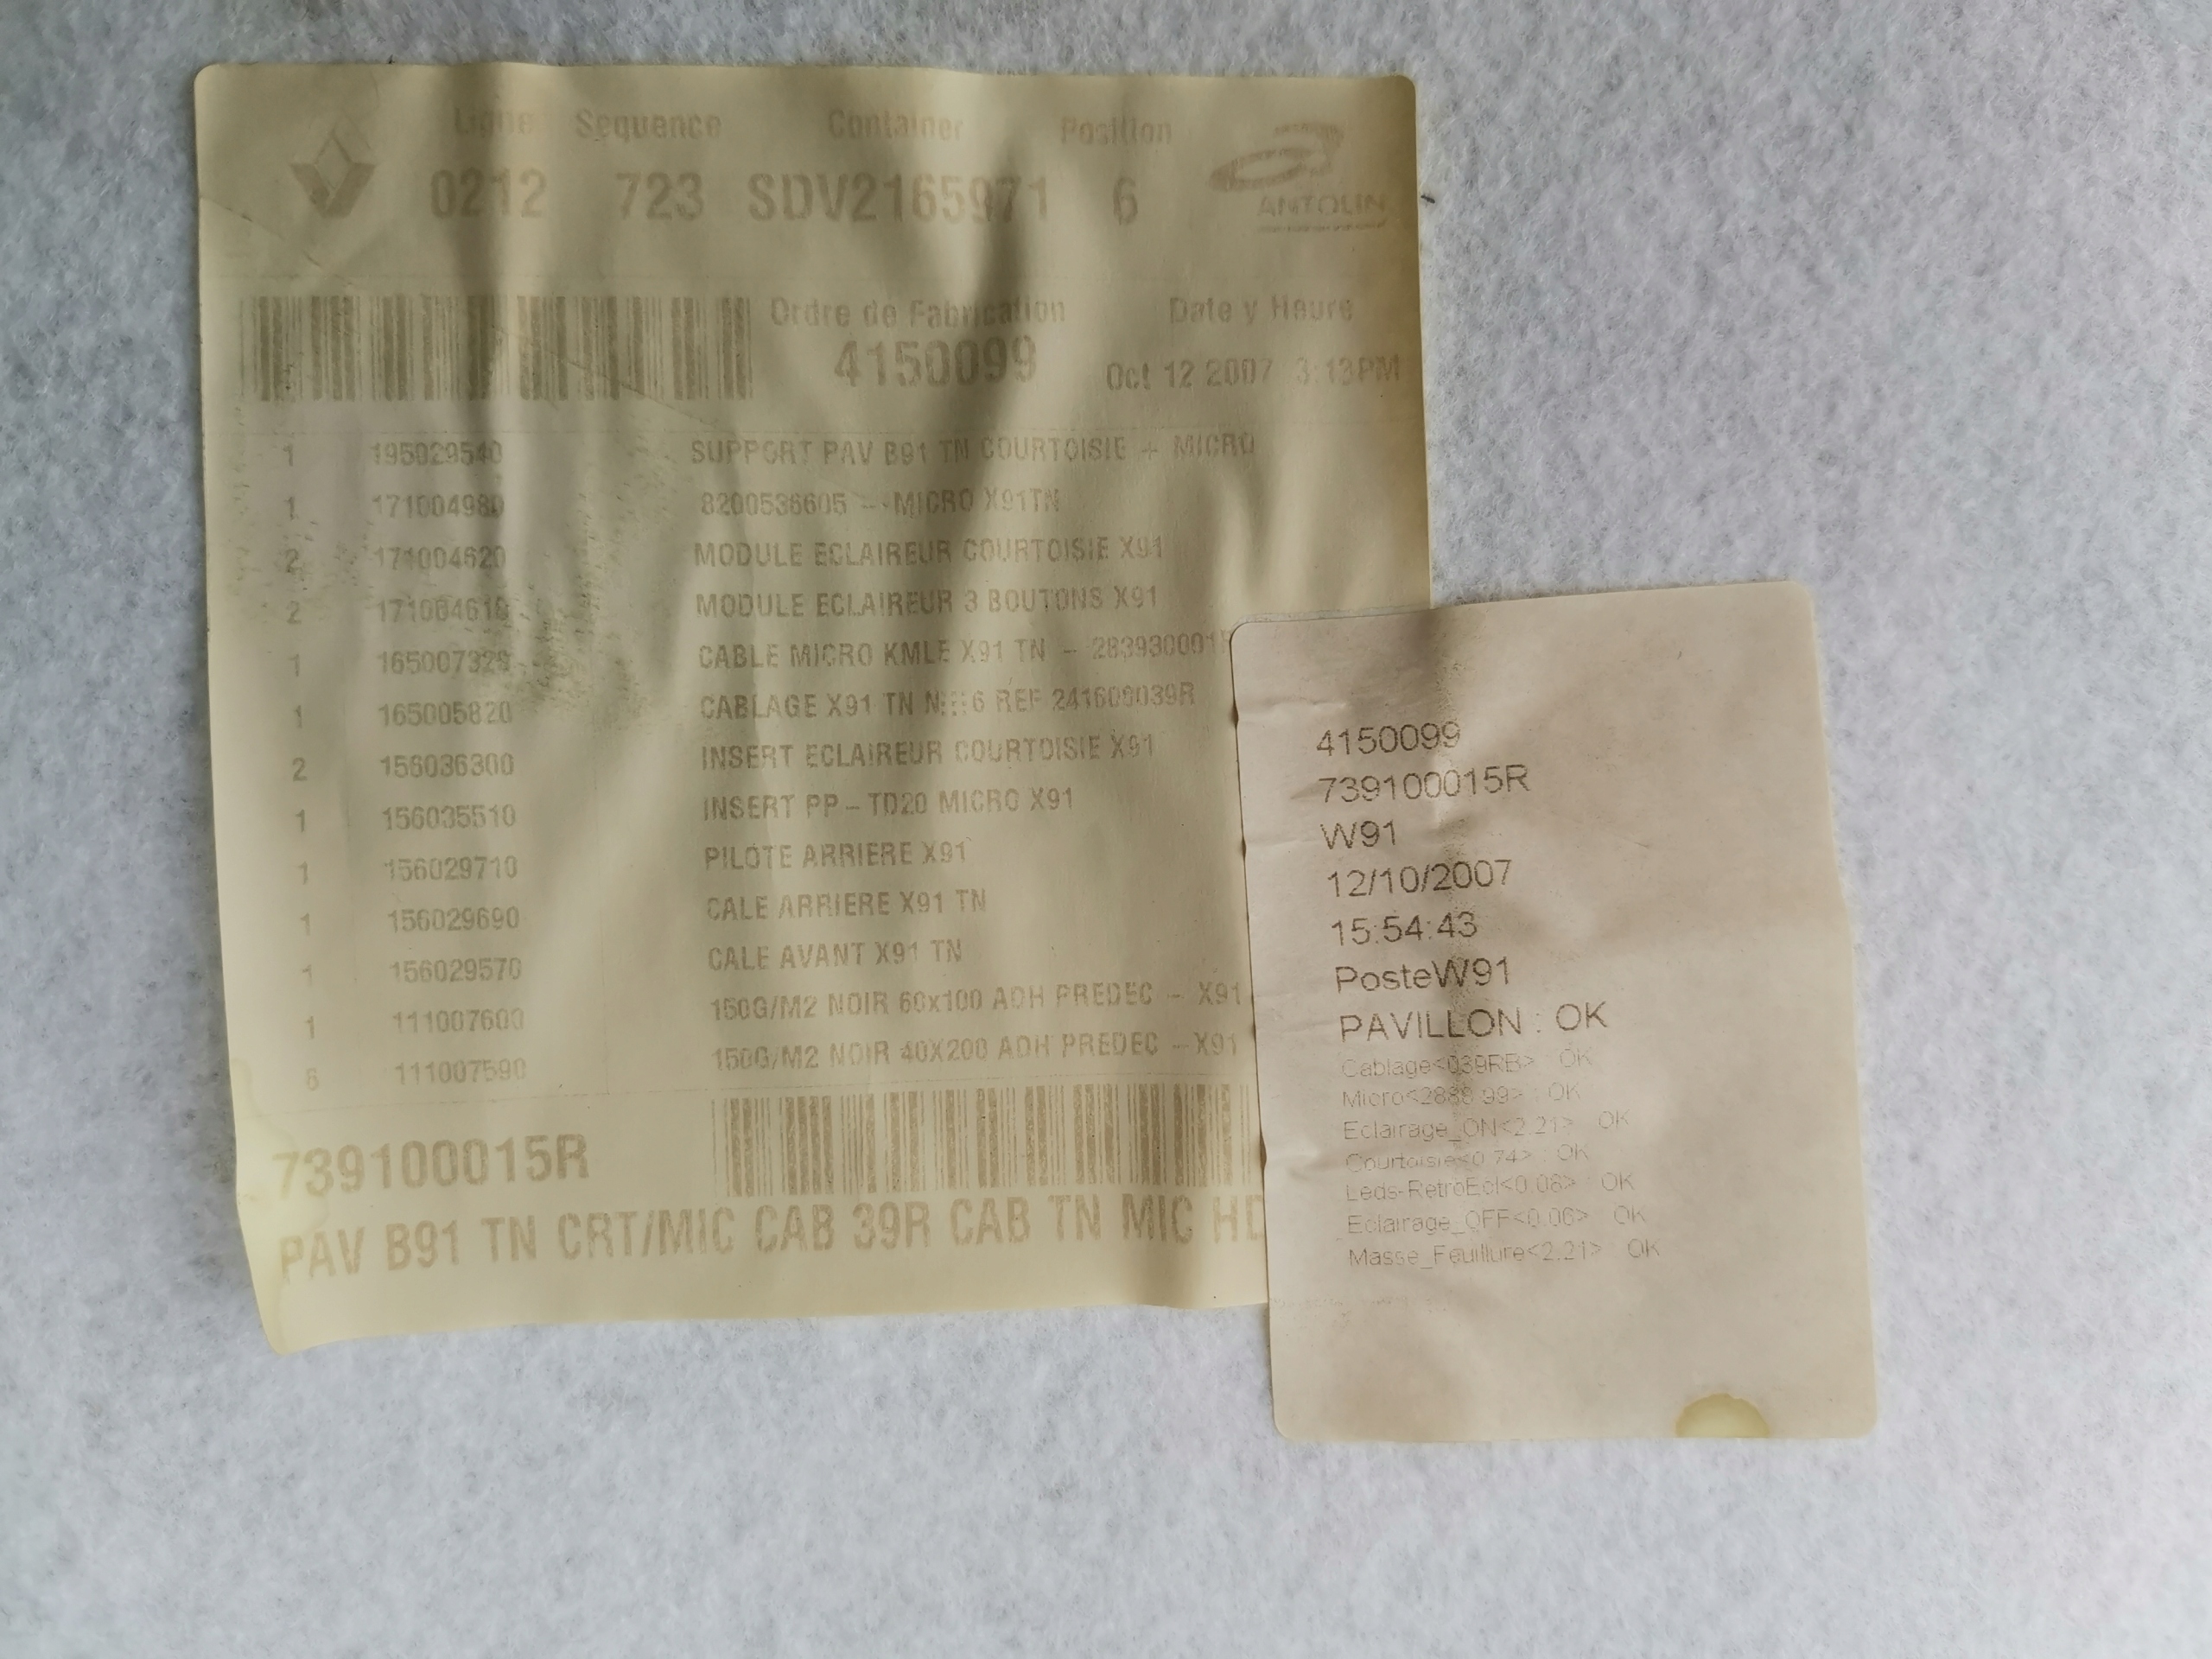 Ligne Sequence Container Position
0212 723 SDV2165971 6
ANTOLIN
Ordre de Fabrication Date y Heure
4150099 Oct 12 2007 3:13PM
1 195029540 SUPPORT PAV B91 TN COURTOISIE + MICRO
1 171004980 8200536605 --MICRO X91TN
2 171004620 MODULE ECLAIREUR COURTOISIE X91
2 171004610 MODULE ECLAIREUR 3 BOUTONS X91
1 165007320 CABLE MICRO KMLE X91 TN -
1 165005820 CABLAGE X91 TN REF 241600039R
2 156036300 INSERT ECLAIREUR COURTOISIE X91
1 156035510 INSERT PP-TD20 MICRO X91
1 156029710 PILOTE ARRIERE X91
1 156029690 CALE ARRIERE X91 TN
1 156029570 CALE AVANT X91 TN
1 111007600 150G/M2 NOIR 60x100 ADH PREDEC - X91
6 111007590 150G/M2 NOIR 40X200 ADH PREDEC -X91
739100015R
PAV B91 TN CRT/MIC CAB 39R CAB TN MIC HD
4150099
739100015R
W91
12/10/2007
15:54:43
PosteW91
PAVILLON : OK
Cablage<039RB> : OK
Micro<2888.99> : OK
Eclairage_ON<2.21> : OK
Courtoisie<0.74> : OK
Leds-RetroEcl<0.08> : OK
Eclairage_OFF<0.06> : OK
Masse_Feuillure<2.21> : OK